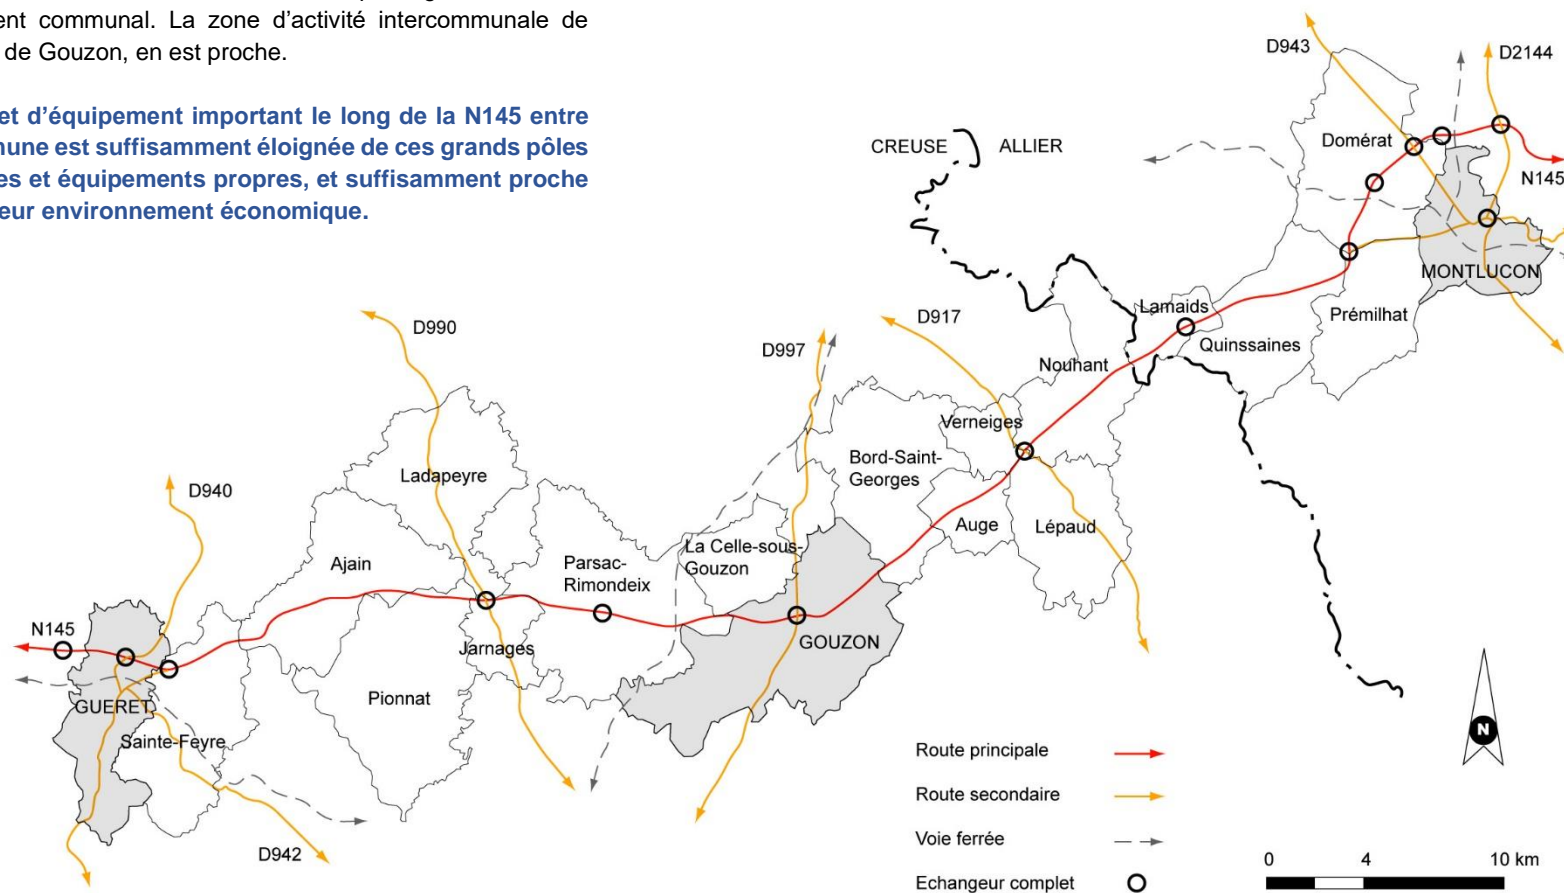 ent communal. La zone d’activité intercommunale de
de Gouzon, en est proche.
et d’équipement important le long de la N145 entre
mune est suffisamment éloignée de ces grands pôles
es et équipements propres, et suffisamment proche
eur environnement économique.
D943
D2144
CREUSE
ALLIER
Domérat
N145
MONTLUCON
Lamaids
Prémilhat
Quinssaines
D990
D917
D997
Nouhant
Verneiges
Bord-Saint-
Georges
Ladapeyre
D940
Auge
Lépaud
La Celle-sous-
Gouzon
Parsac-
Rimondeix
Ajain
N145
GOUZON
Jarnages
Pionnat
GUERET
Sainte-Feyre
D942
N
Route principale
Route secondaire
Voie ferrée
Echangeur complet
0 4 10 km